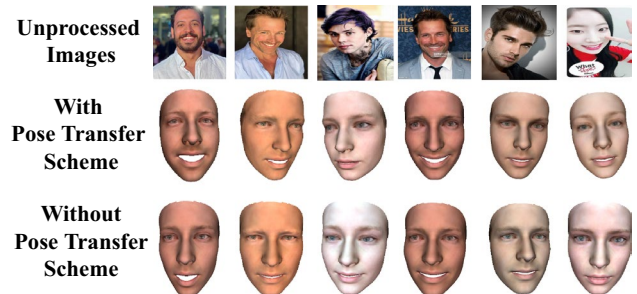 Unprocessed
Images
With
Pose Transfer
Scheme
Without
Pose Transfer
Scheme